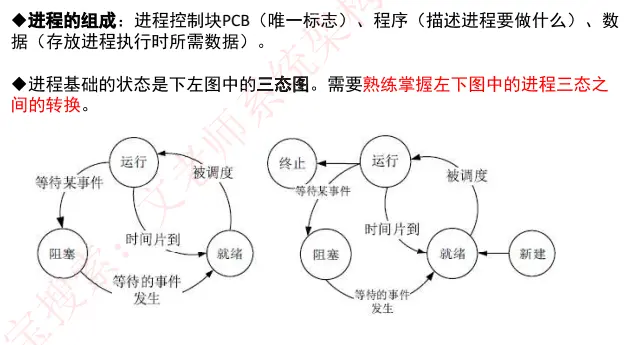 ◆进程的组成：进程控制块PCB（唯一标志）、程序（描述进程要做什么）、数
据（存放进程执行时所需数据）。
◆进程基础的状态是下左图中的三态图。需要熟练掌握左下图中的进程三态之
间的转换。
运行
等待某事件
被调度
时间片到
阻塞
就绪
等待的事件
发生
终止
运行
等待某事件
被调度
时间片到
阻塞
就绪
新建
等待的事件
发生
宝搜索：文老师系统架构